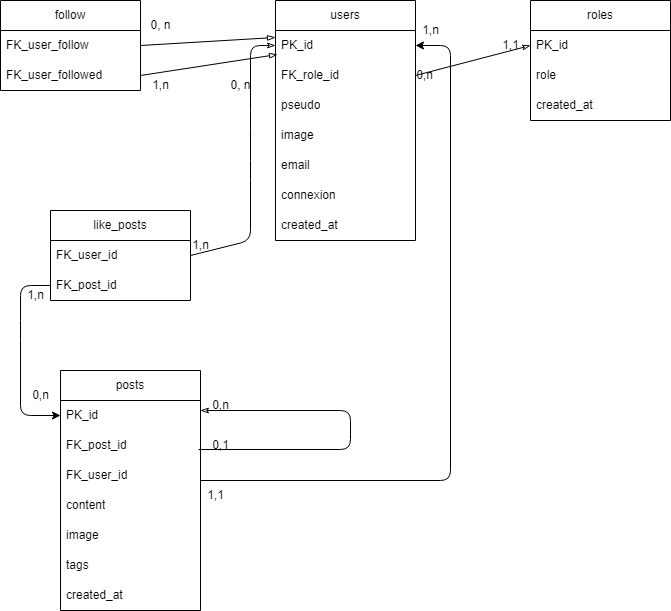 follow
FK_user_follow
FK_user_followed
0, n
1,n
users
PK_id
FK_role_id
pseudo
image
email
connexion
created_at
0, n
1,n
0,n
1,1
roles
PK_id
role
created_at
like_posts
FK_user_id
FK_post_id
1,n
1,n
0,n
posts
PK_id
FK_post_id
FK_user_id
content
image
tags
created_at
0,n
0,1
1,1